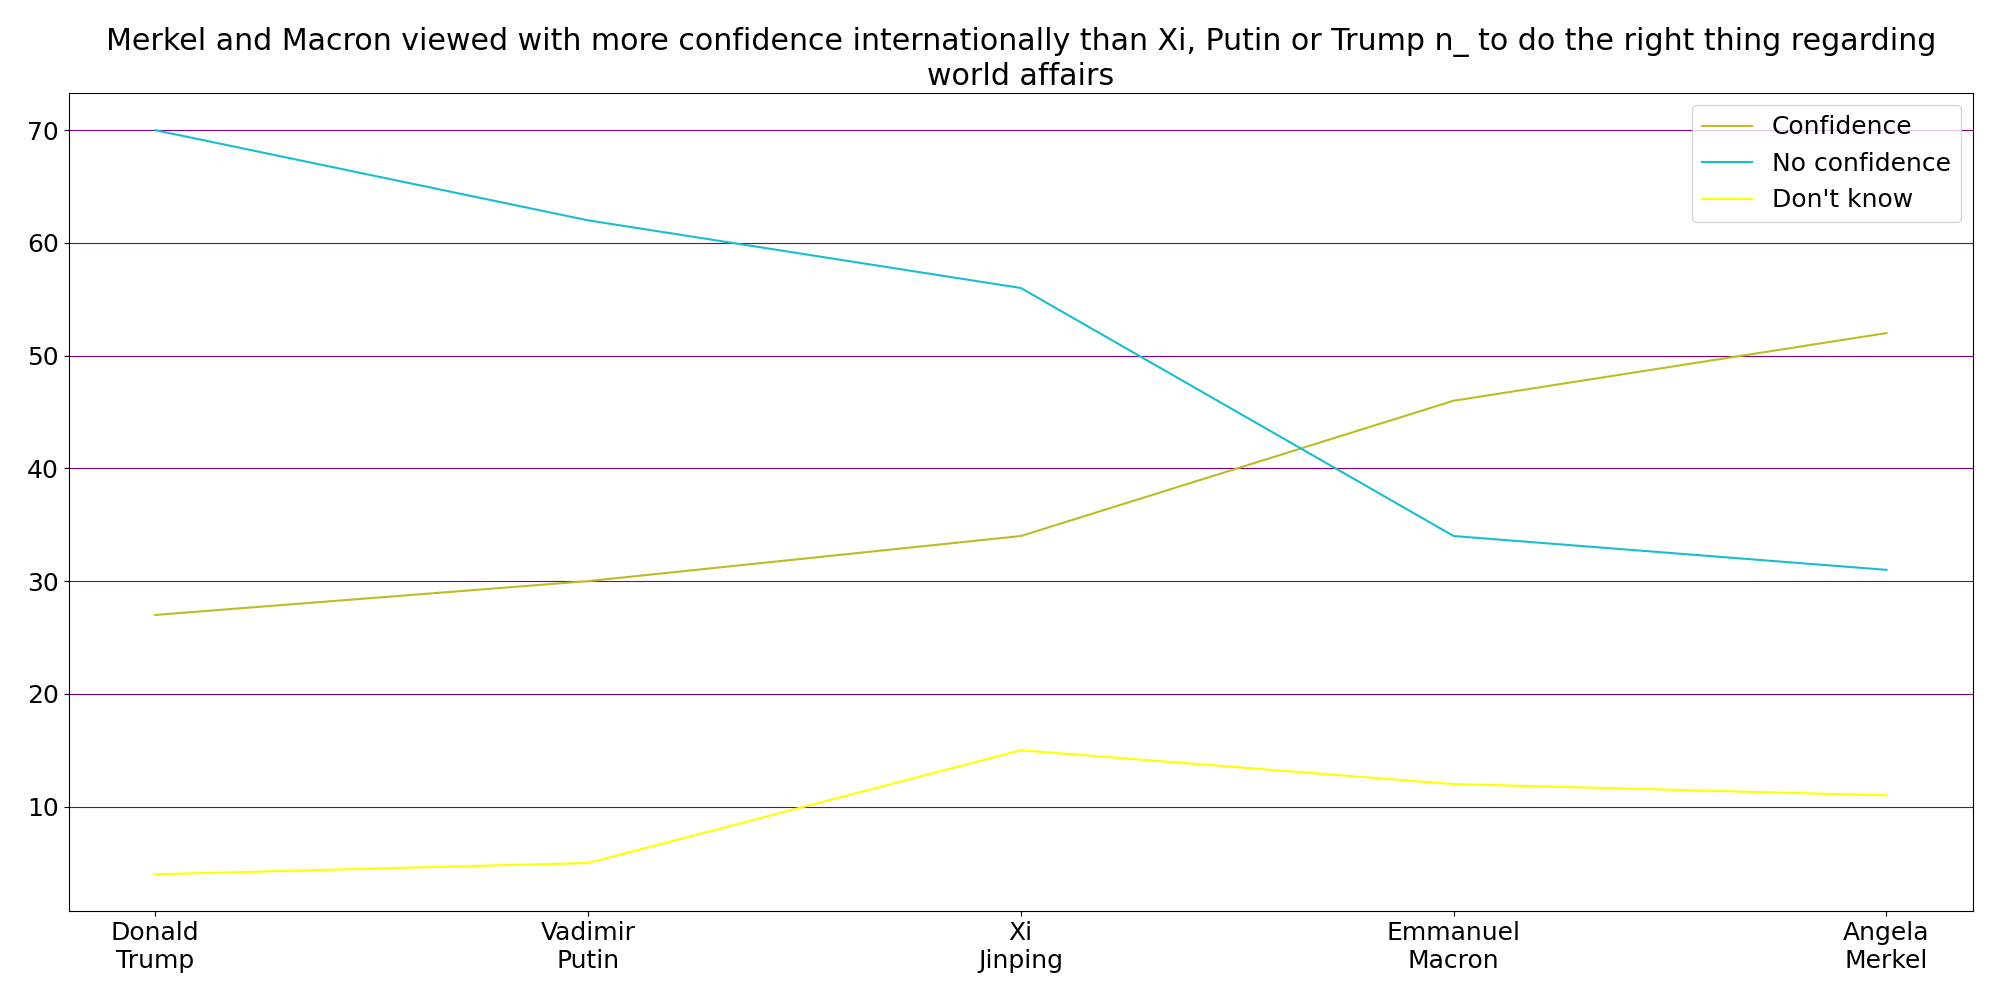 Merkel and Macron viewed with more confidence internationally than Xi, Putin or Trump n_ to do the right thing regarding
world affairs
Confidence
No confidence
Don't know
70
60
50
40
30
20
10
Donald
Trump
Vadimir
Putin
Xi
Jinping
Emmanuel
Macron
Angela
Merkel